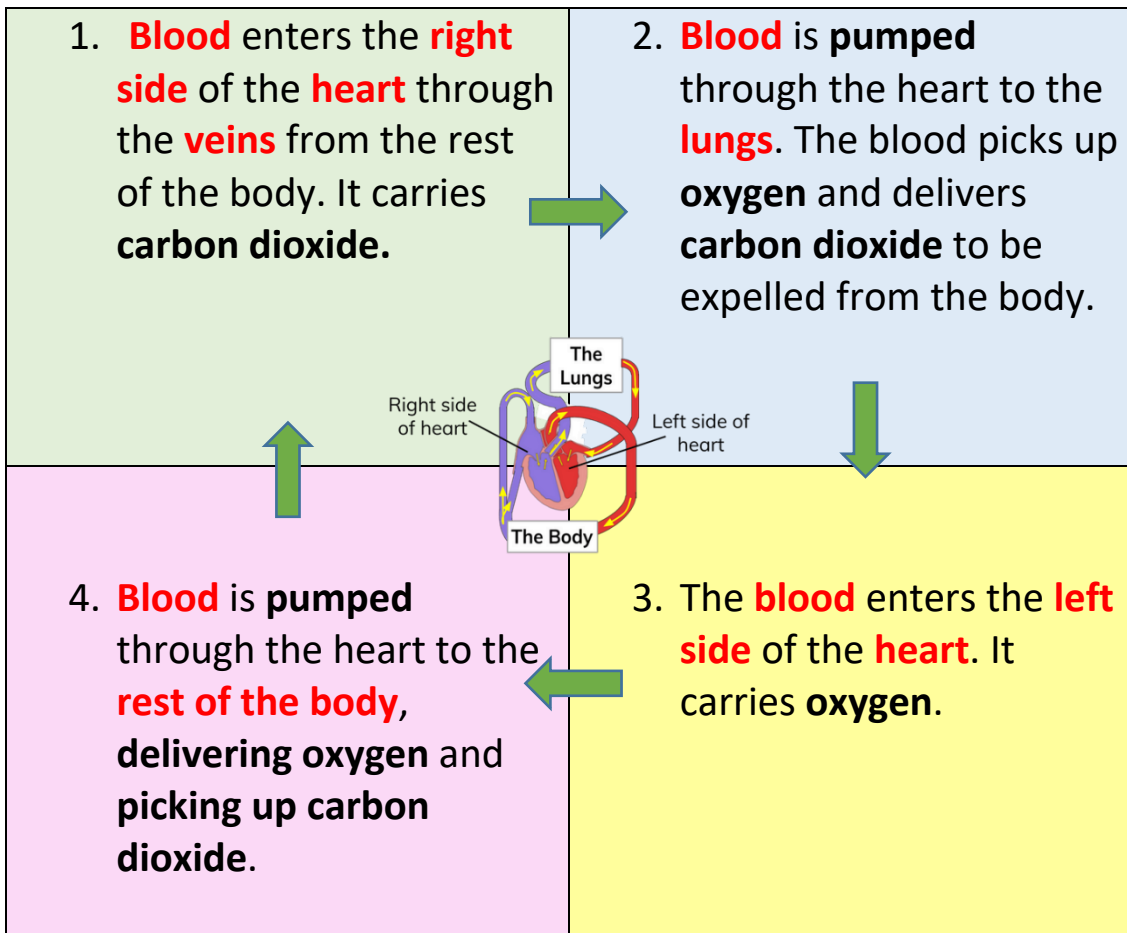 1. Blood enters the right
side of the heart through
the veins from the rest
of the body. It carries
carbon dioxide.
2. Blood is pumped
through the heart to the
lungs. The blood picks up
oxygen and delivers
carbon dioxide to be
expelled from the body.
The
Lungs
Right side
of heart
Left side of
heart
The Body
4. Blood is pumped
through the heart to the
rest of the body,
delivering oxygen and
picking up carbon
dioxide.
3. The blood enters the left
side of the heart. It
carries oxygen.